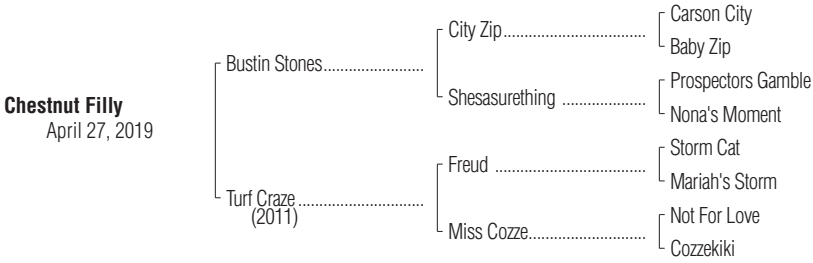 Carson City
City Zip
Baby Zip
Bustin Stones
Prospectors Gamble
Shesasurething
Nona's Moment
Chestnut Filly
April 27, 2019
Storm Cat
Freud
Mariah's Storm
Turf Craze
(2011)
Not For Love
Miss Cozze
Cozzekiki